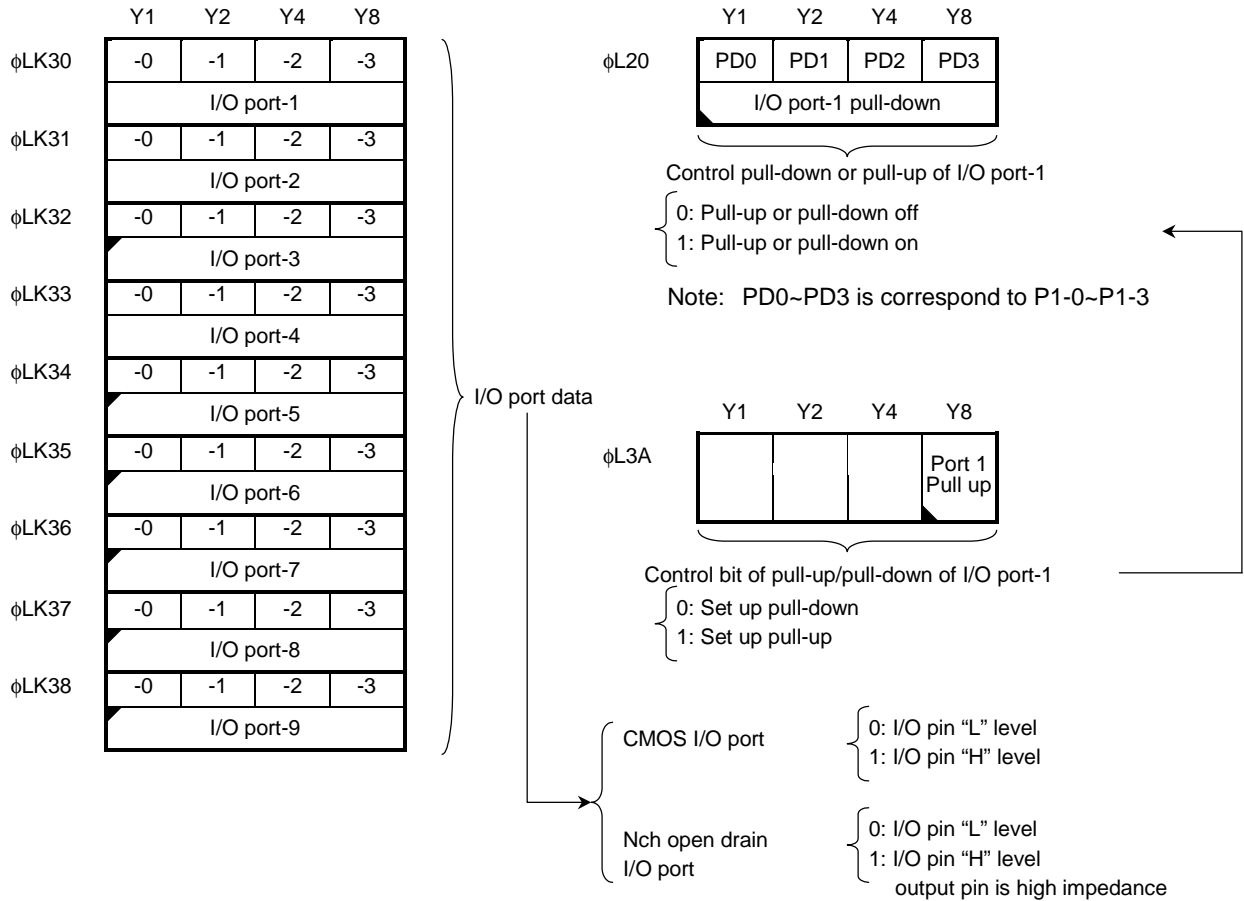 Y1 Y2 Y4 Y8
ϕLK30 -0 -1 -2 -3
I/O port-1
ϕLK31 -0 -1 -2 -3
I/O port-2
ϕLK32 -0 -1 -2 -3
I/O port-3
ϕLK33 -0 -1 -2 -3
I/O port-4
ϕLK34 -0 -1 -2 -3
I/O port-5
ϕLK35 -0 -1 -2 -3
I/O port-6
ϕLK36 -0 -1 -2 -3
I/O port-7
ϕLK37 -0 -1 -2 -3
I/O port-8
ϕLK38 -0 -1 -2 -3
I/O port-9
I/O port data
Y1 Y2 Y4 Y8
ϕL20 PD0 PD1 PD2 PD3
I/O port-1 pull-down
Control pull-down or pull-up of I/O port-1
0: Pull-up or pull-down off
1: Pull-up or pull-down on
Note: PD0~PD3 is correspond to P1-0~P1-3
Y1 Y2 Y4 Y8
ϕL3A Port 1
Pull up
Control bit of pull-up/pull-down of I/O port-1
0: Set up pull-down
1: Set up pull-up
CMOS I/O port
0: I/O pin “L” level
1: I/O pin “H” level
Nch open drain
I/O port
0: I/O pin “L” level
1: I/O pin “H” level
output pin is high impedance